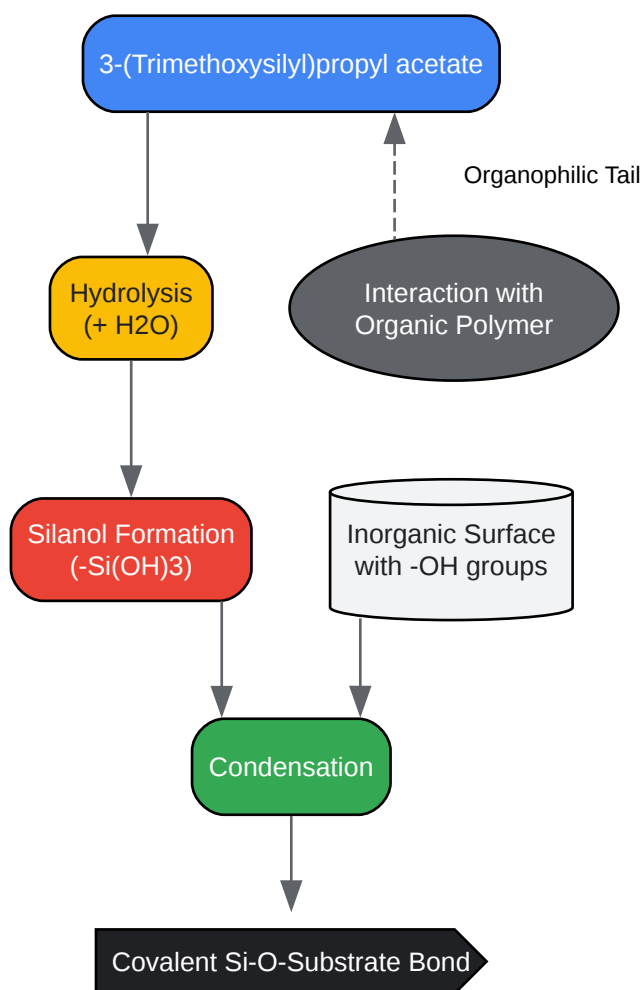 3-(Trimethoxysilyl)propyl acetate
Organophilic Tail
Hydrolysis
(+ H2O)
Interaction with
Organic Polymer
Silanol Formation
(-Si(OH)3)
Inorganic Surface
with -OH groups
Condensation
Covalent Si-O-Substrate Bond